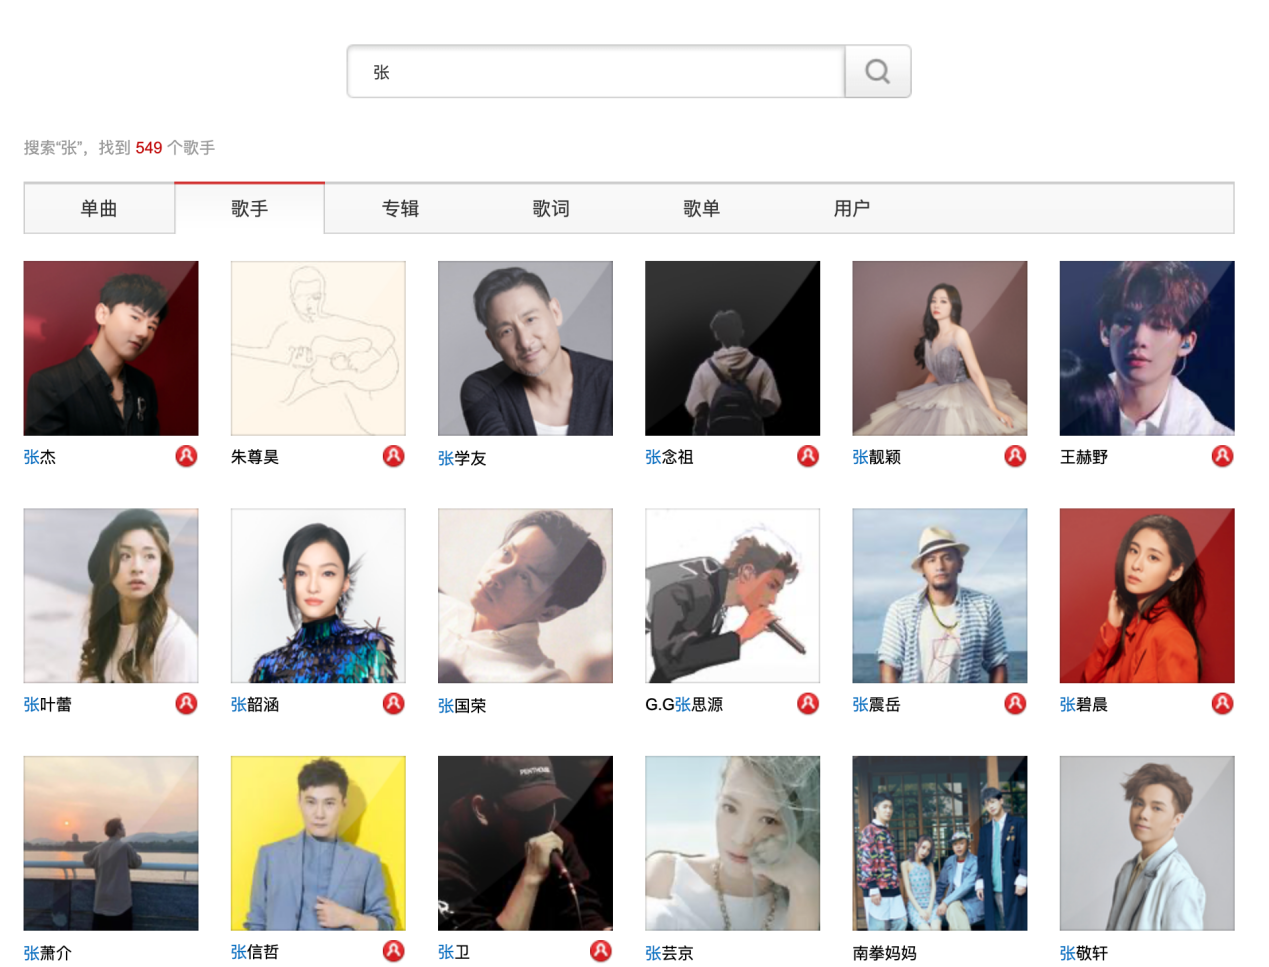 张
搜索“张”，找到 549 个歌手
单曲 歌手 专辑 歌词 歌单 用户
张杰 朱尊昊 张学友 张念祖 张靓颖 王赫野
张叶蕾 张韶涵 张国荣 G.G张思源 张震岳 张碧晨
PENTHOUSE
张萧介 张信哲 张卫 张芸京 南拳妈妈 张敬轩